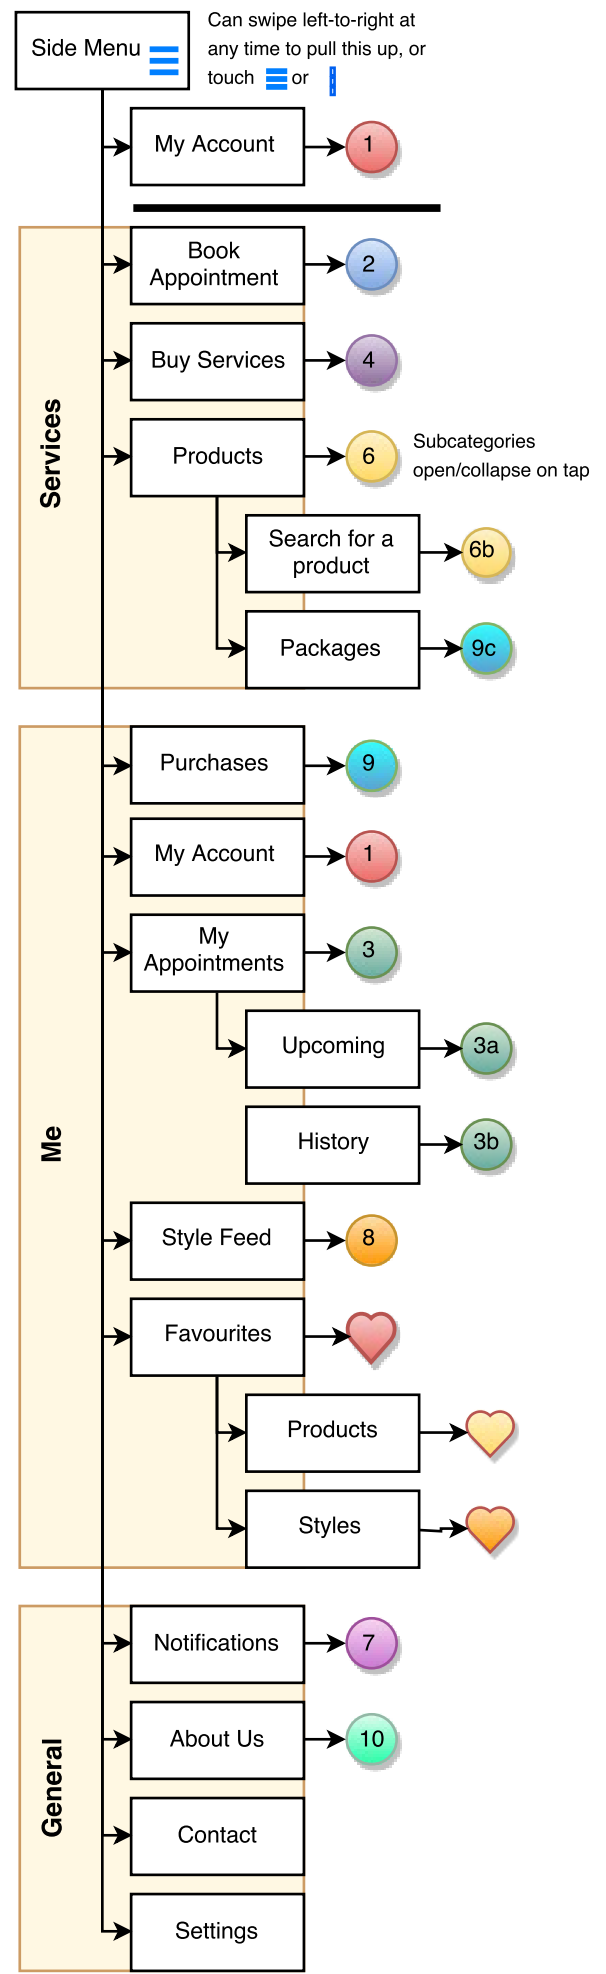 Side Menu
Can swipe left-to-right at
any time to pull this up, or
touch or
My Account
1
Book
Appointment
2
Buy Services
4
Services
Products
6
Subcategories
open/collapse on tap
Search for a
product
6b
Packages
9c
Purchases
9
My Account
1
My
Appointments
3
Upcoming
3a
Me
History
3b
Style Feed
8
Favourites
Products
Styles
Notifications
7
General
About Us
10
Contact
Settings